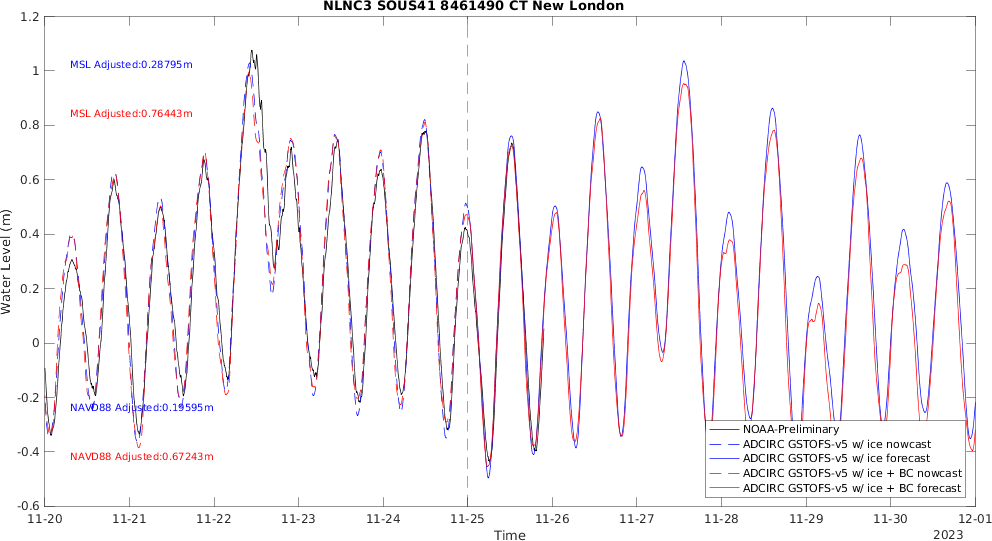 NLNC3 SOUS41 8461490 CT New London
1.2
1
0.8
0.6
0.4
0.2
0
-0.2
-0.4
-0.6
Water Level (m)
MSL Adjusted:0.28795m
MSL Adjusted:0.76443m
NAVD88 Adjusted:0.19595m
NAVD88 Adjusted:0.67243m
NOAA-Preliminary
ADCIRC GSTOFS-v5 w/ ice nowcast
ADCIRC GSTOFS-v5 w/ ice forecast
ADCIRC GSTOFS-v5 w/ ice + BC nowcast
ADCIRC GSTOFS-v5 w/ ice + BC forecast
11-20 11-21 11-22 11-23 11-24 11-25 11-26 11-27 11-28 11-29 11-30 12-01
Time
2023